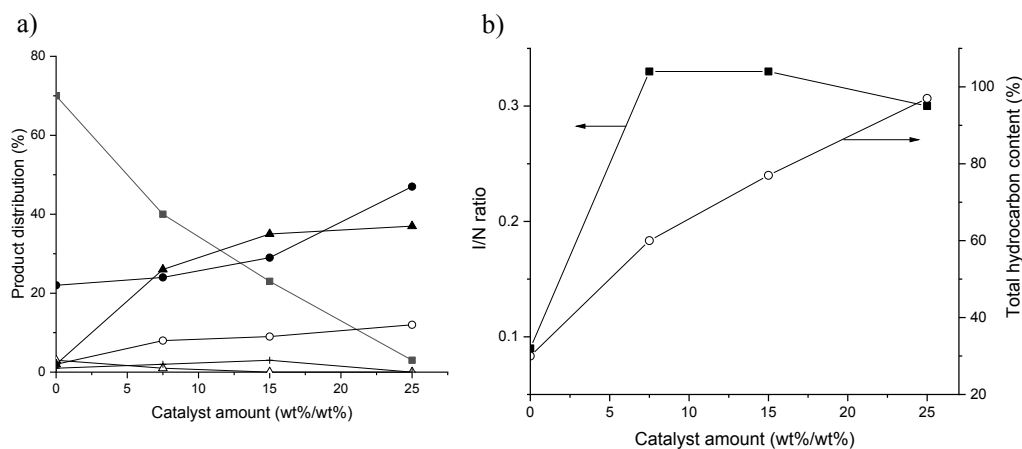 a)
80
60
40
20
0
Product distribution (%)
0 5 10 15 20 25
Catalyst amount (wt%/wt%)
b)
0.3
0.2
0.1
I/N ratio
100
80
60
40
20
Total hydrocarbon content (%)
0 5 10 15 20 25
Catalyst amount (wt%/wt%)